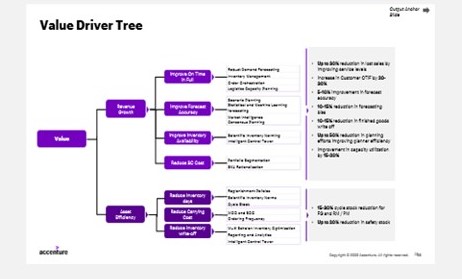 Output Anchor
Slide
Value Driver Tree
Value
Revenue
Growth
Asset
Efficiency
Improve On Time
In Full
Improve Forecast
Accuracy
Improve Inventory
Availability
Reduce SC Cost
Reduce Inventory
days
Reduce Carrying
Cost
Reduce Inventory
write-off
Robust Demand Forecasting
Inventory Management
Order Orchestration
Logistics Capacity Planning
Scenario Planning
Statistical and Machine Learning
forecasting
Market Intelligence
Consensus Planning
Scientific Inventory Norming
Intelligent Control Tower
Portfolio Segmentation
SKU Rationalization
Replenishment Policies
Scientific Inventory Norms
Cycle Stock
MOQ and EOQ
Ordering Frequency
Multi Echelon Inventory Optimization
Reporting and Analytics
Intelligent Control Tower
Up to 30% reduction in lost sales by
improving service levels
Increase in Customer OTIF by
5-10% improvement in forecast
accuracy
10-15% reduction in forecasting
bias
10-15% reduction in finished goods
write off
Up to 50% reduction in planning
efforts improving planner efficiency
Improvement in capacity utilization
by 15-20%
15-30% cycle stock reduction for
FG and RM / PM
Up to 20% reduction in safety stock
accenture
Copyright © Accenture. All rights reserved.